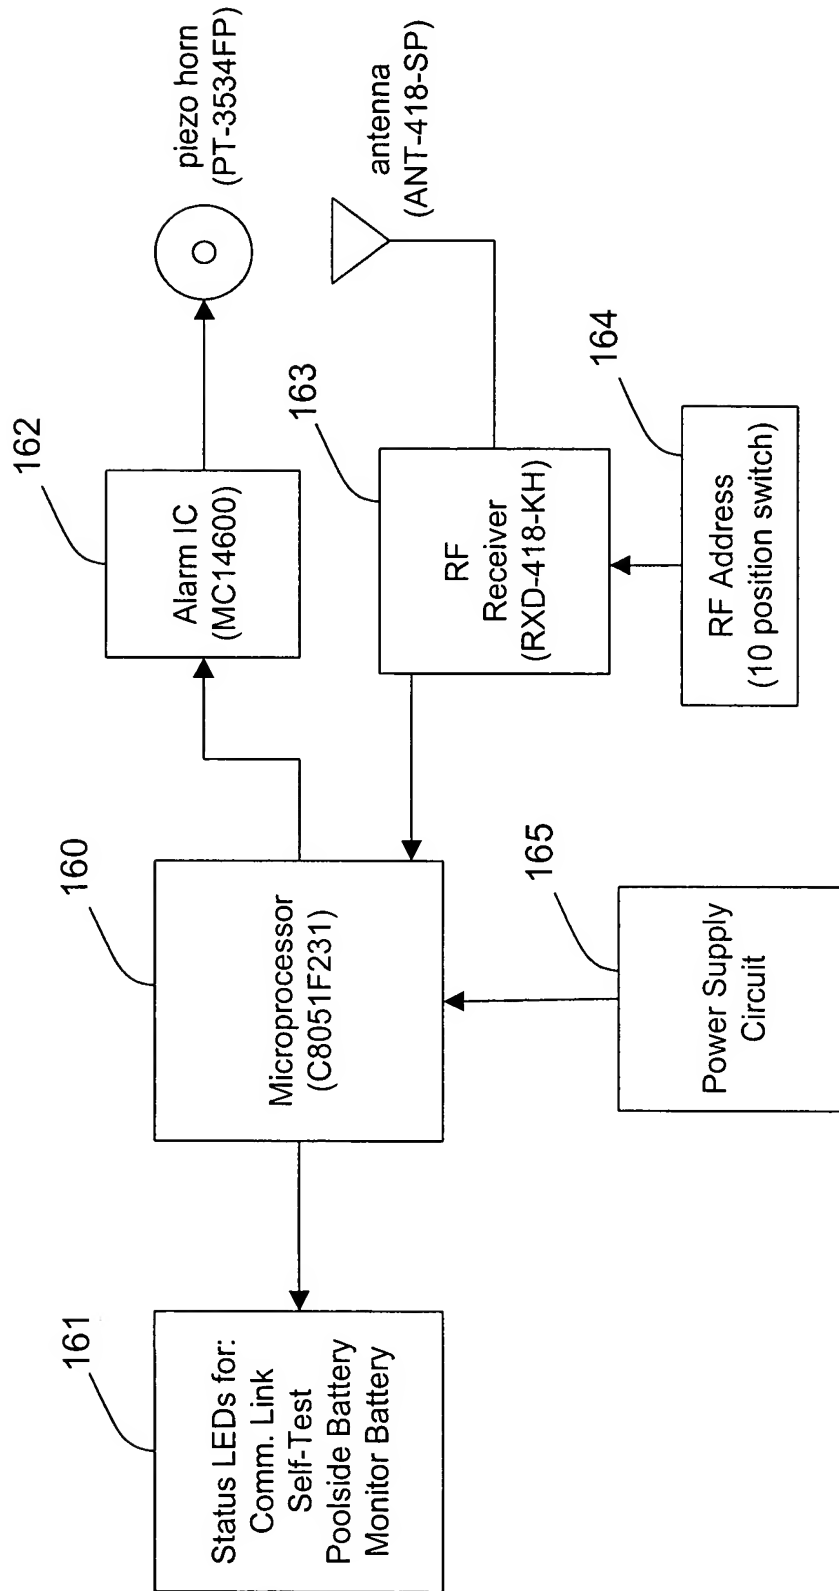 161
Status LEDs for:
Comm. Link
Self-Test
Poolside Battery
Monitor Battery
160
Microprocessor
(C8051F231)
165
Power Supply
Circuit
162
Alarm IC
(MC14600)
piezo horn
(PT-3534FP)
163
RF
Receiver
(RXD-418-KH)
antenna
(ANT-418-SP)
164
RF Address
(10 position switch)